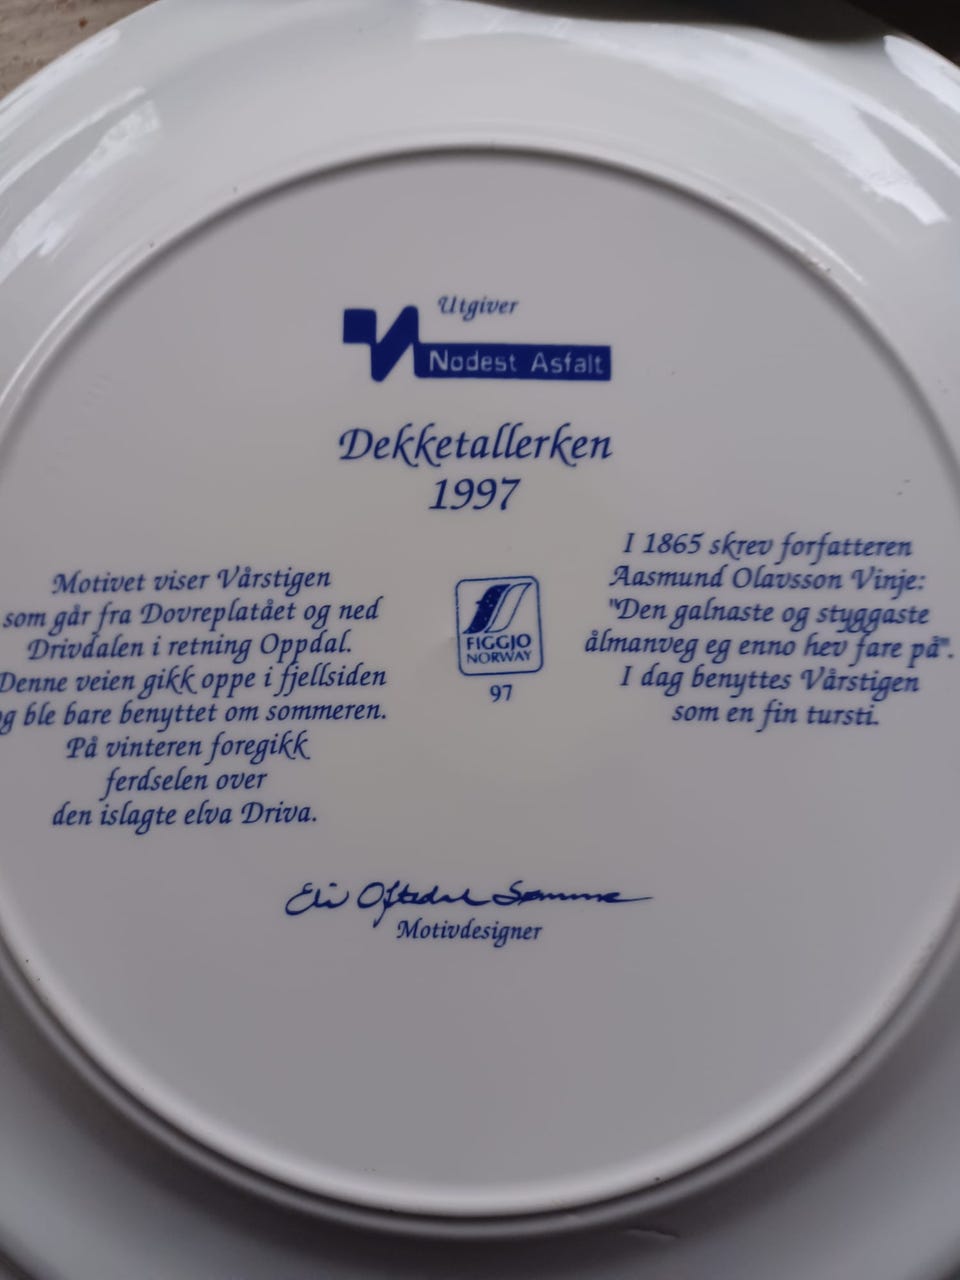 Utgiver
Nodest Asfalt
Dekketallerken
1997
Motivet viser Vårstigen
som går fra Dovreplatået og ned
Drivdalen i retning Oppdal.
Denne veien gikk oppe i fjellsiden
og ble bare benyttet om sommeren.
På vinteren foregikk
ferdselen over
den islagte elva Driva.
FIGGJO
NORWAY
97
I 1865 skrev forfatteren
Aasmund Olavsson Vinje:
"Den galnaste og styggaste
ålmanveg eg enno hev fare på".
I dag benyttes Vårstigen
som en fin tursti.
Eli Oftedal Sømme
Motivdesigner